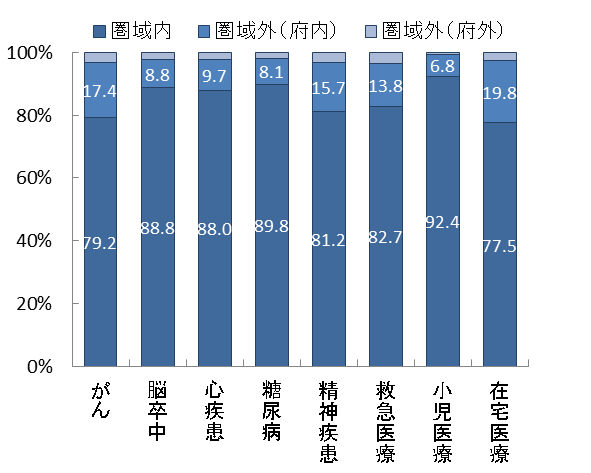 圏域内 圏域外(府内) 圏域外(府外)
100%
80%
60%
40%
20%
0%
17.4 8.8 9.7 8.1 15.7 13.8 6.8 19.8
79.2 88.8 88.0 89.8 81.2 82.7 92.4 77.5
がん
脳卒中
心疾患
糖尿病
精神疾患
救急医療
小児医療
在宅医療